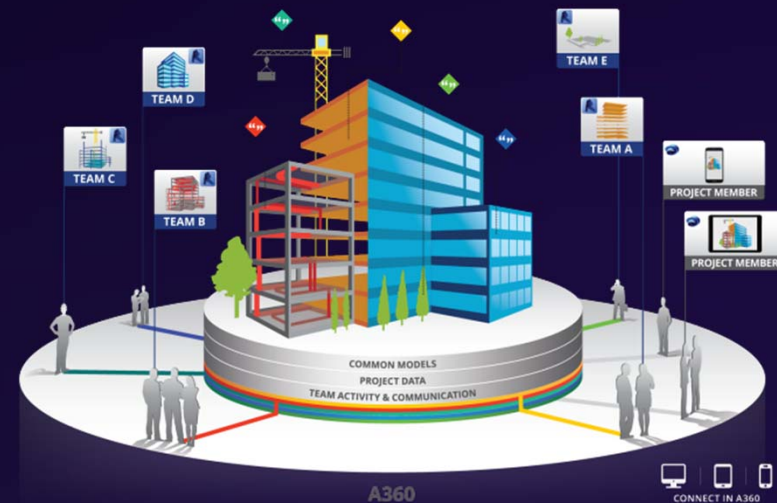 TEAM E
TEAM D
TEAM A
TEAM C
TEAM B
PROJECT MEMBER
PROJECT MEMBER
COMMON MODELS
PROJECT DATA
TEAM ACTIVITY & COMMUNICATION
A360
CONNECT IN A360